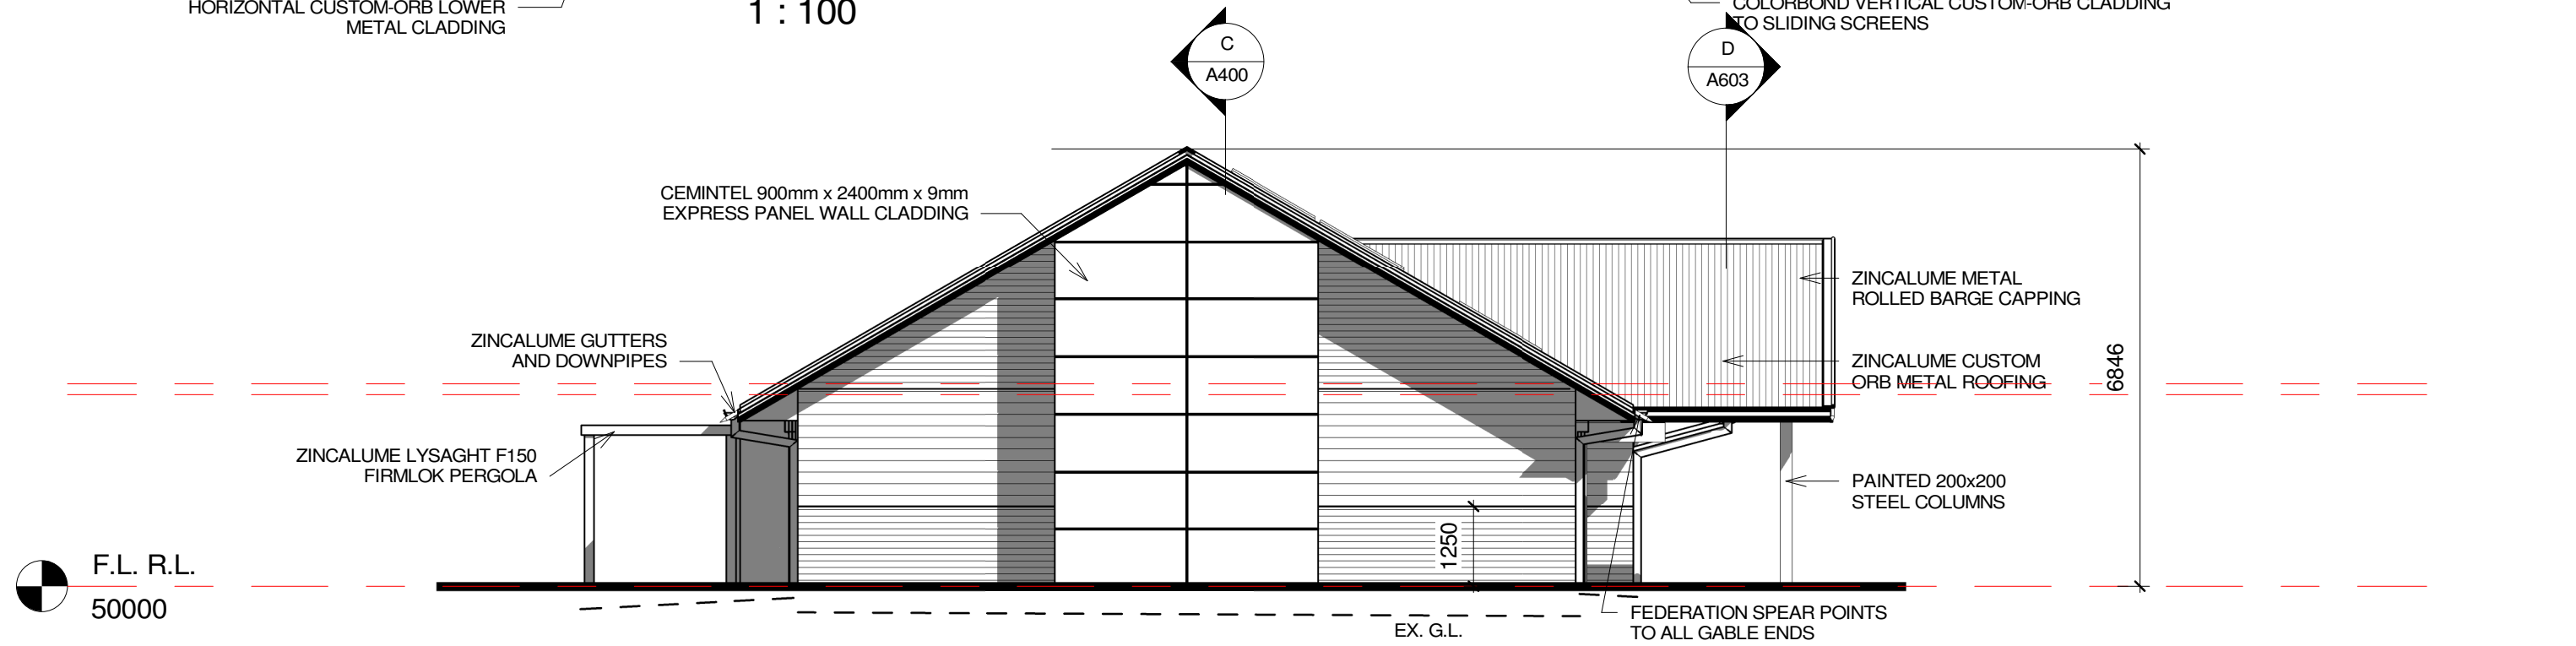 HORIZONTAL CUSTOM-ORB LOWER
METAL CLADDING
1 : 100
COLORBOND VERTICAL CUSTOM-ORB CLADDING
TO SLIDING SCREENS
C
A400
D
A603
CEMINTEL 900mm x 2400mm x 9mm
EXPRESS PANEL WALL CLADDING
ZINCALUME METAL
ROLLED BARGE CAPPING
ZINCALUME GUTTERS
AND DOWNPIPES
ZINCALUME CUSTOM
ORB METAL ROOFING
6846
ZINCALUME LYSAGHT F150
FIRMLOK PERGOLA
PAINTED 200x200
STEEL COLUMNS
1250
F.L. R.L.
50000
FEDERATION SPEAR POINTS
TO ALL GABLE ENDS
EX. G.L.